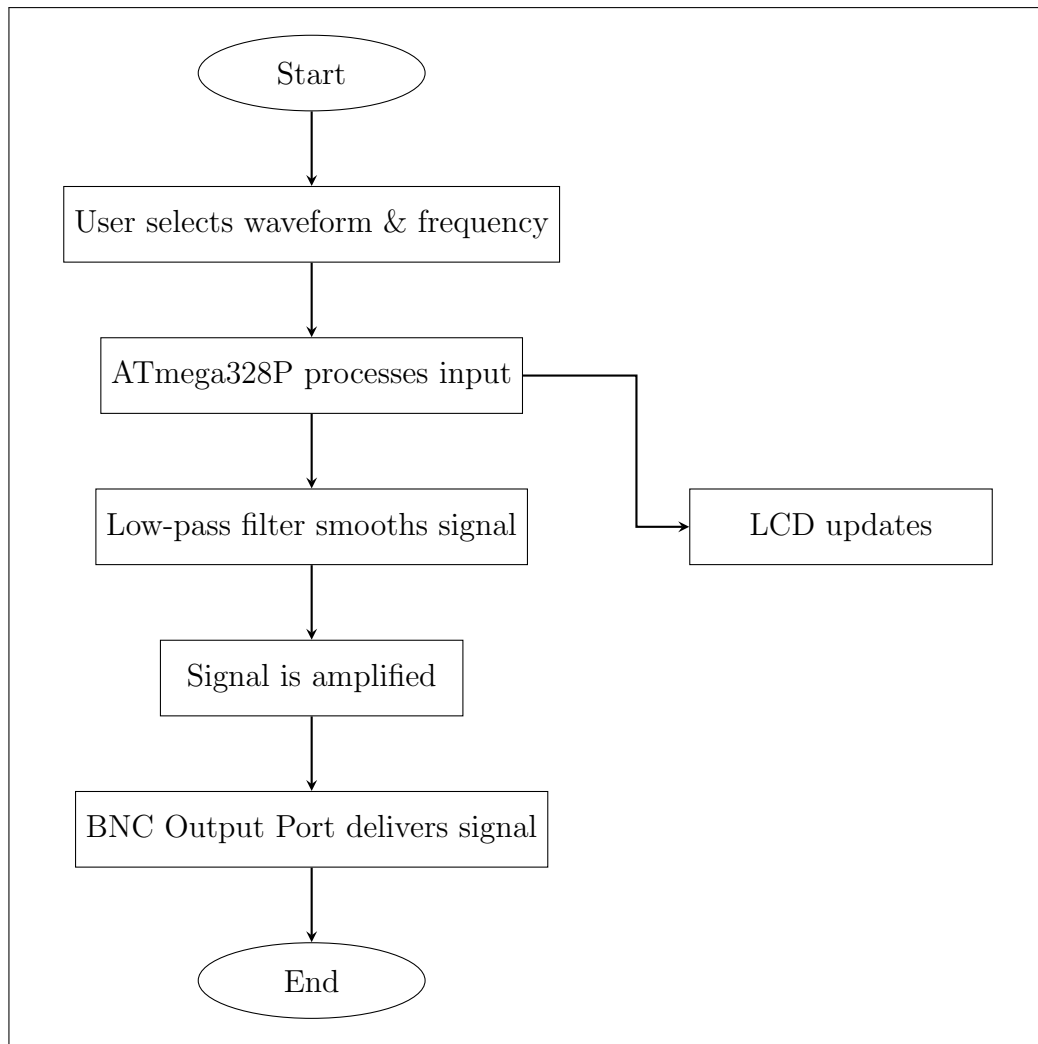 Start
User selects waveform & frequency
ATmega328P processes input
Low-pass filter smooths signal
LCD updates
Signal is amplified
BNC Output Port delivers signal
End